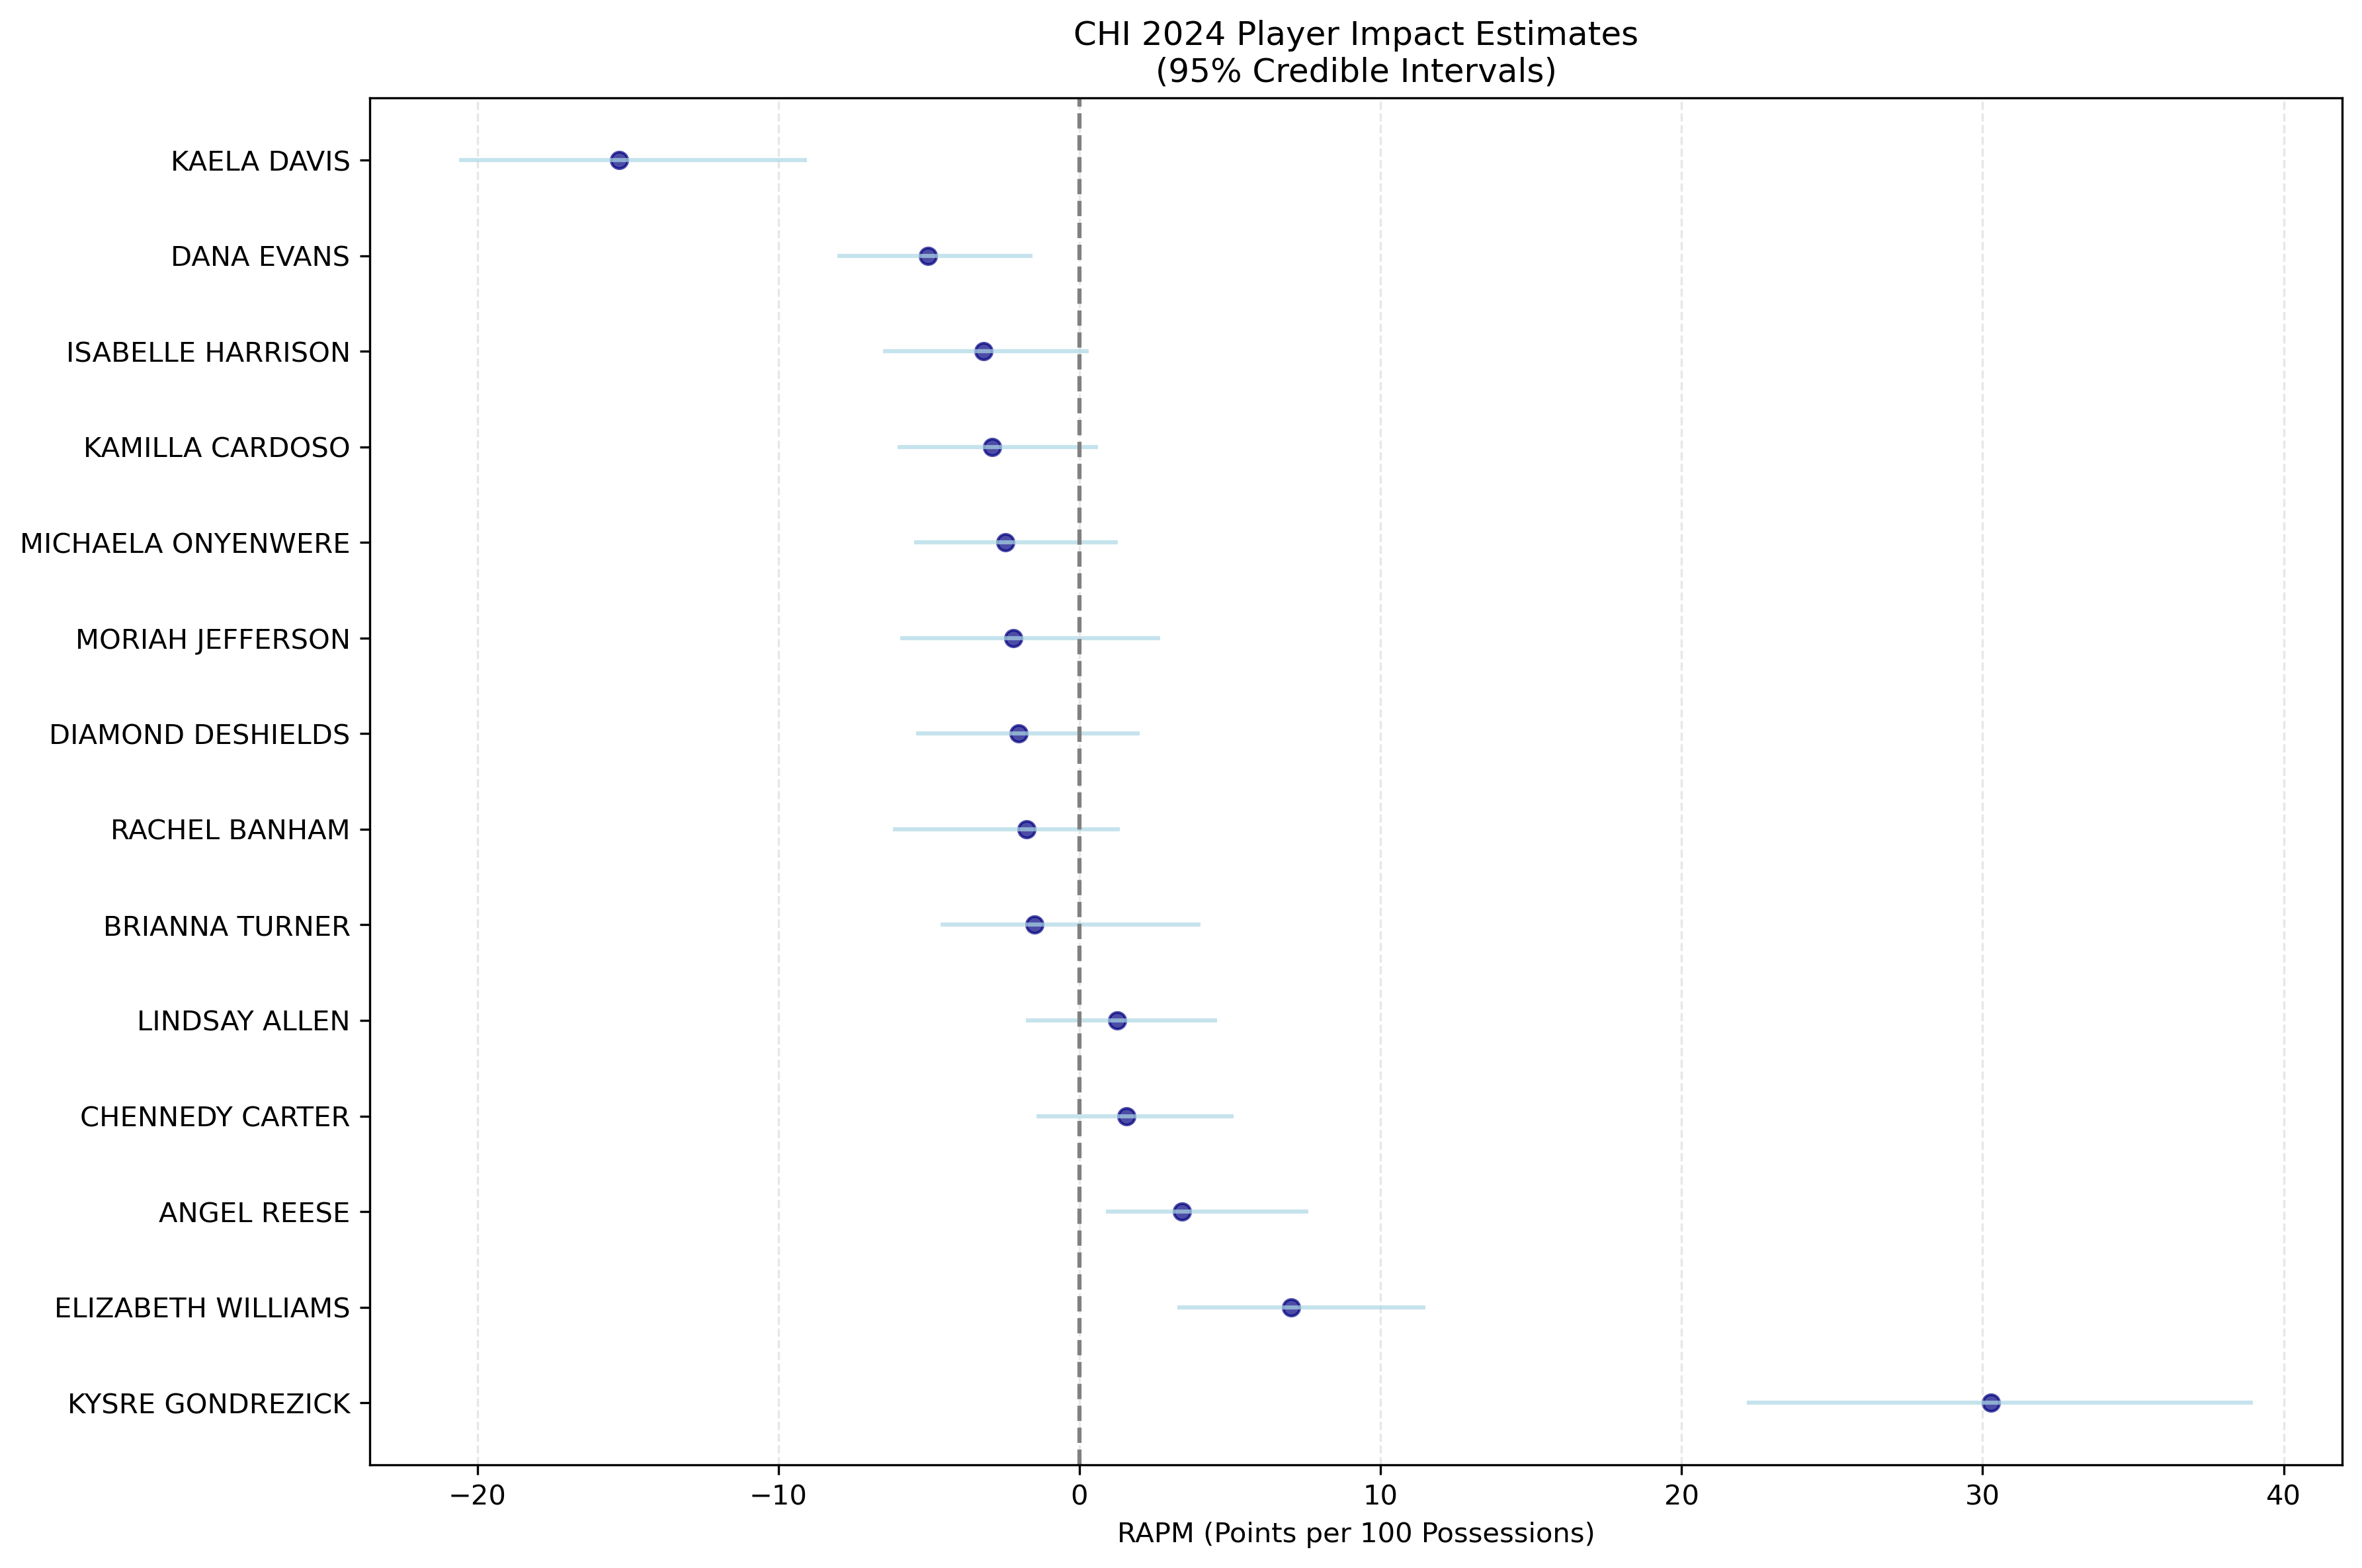 CHI 2024 Player Impact Estimates
(95% Credible Intervals)
KAELA DAVIS
DANA EVANS
ISABELLE HARRISON
KAMILLA CARDOSO
MICHAELA ONYENWERE
MORIAH JEFFERSON
DIAMOND DESHIELDS
RACHEL BANHAM
BRIANNA TURNER
LINDSAY ALLEN
CHENNEDY CARTER
ANGEL REESE
ELIZABETH WILLIAMS
KYSRE GONDREZICK
−20 −10 0 10 20 30 40
RAPM (Points per 100 Possessions)